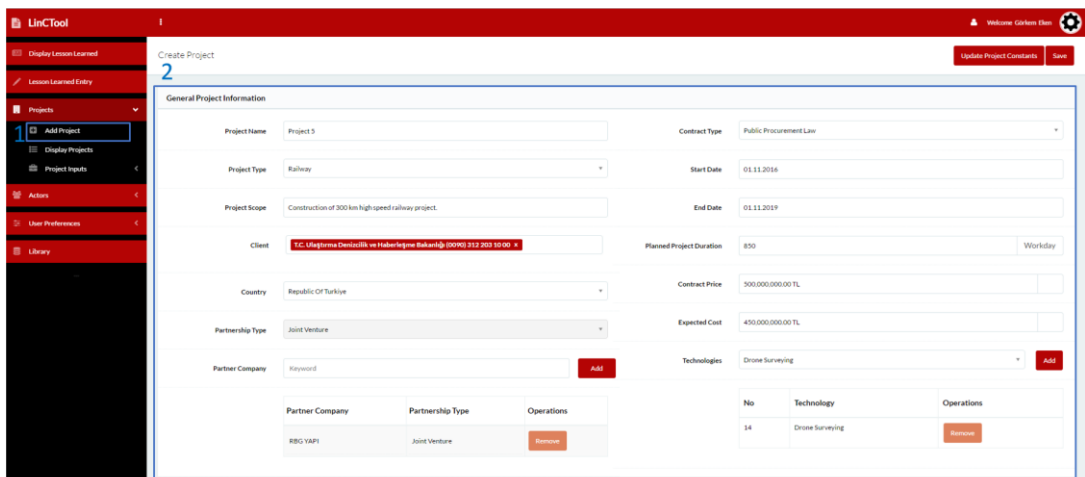 LinCTool
Welcome Görkem Eken
Display Lesson Learned
Lesson Learned Entry
Projects
1
Add Project
Display Projects
Project Inputs
Actors
User Preferences
Library
Create Project
Update Project Constants
Save
2
General Project Information
Project Name
Project 5
Contract Type
Public Procurement Law
Project Type
Railway
Start Date
01.11.2016
Project Scope
Construction of 300 km high speed railway project.
End Date
01.11.2019
Client
T.C. Ulaştırma Denizcilik ve Haberleşme Bakanlığı (0090) 312 203 10 00 ×
Planned Project Duration
850
Workday
Country
Republic Of Turkiye
Contract Price
500,000,000.00 TL
Partnership Type
Joint Venture
Expected Cost
450,000,000.00 TL
Partner Company
Keyword
Add
Technologies
Drone Surveying
Add
Partner Company Partnership Type Operations
RBG YAPI Joint Venture Remove
No Technology Operations
14 Drone Surveying Remove